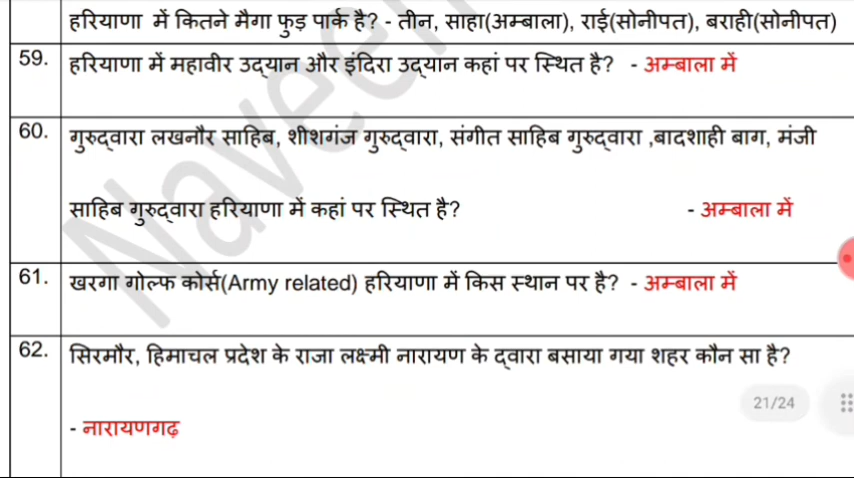 हरियाणा में कितने मैगा फुड़ पार्क है? - तीन, साहा(अम्बाला), राई(सोनीपत), बराही(सोनीपत)
59. हरियाणा में महावीर उद्यान और इंदिरा उद्यान कहां पर स्थित है? - अम्बाला में
60. गुरुद्वारा लखनौर साहिब, शीशगंज गुरुद्वारा, संगीत साहिब गुरुद्वारा ,बादशाही बाग, मंजी
साहिब गुरुद्वारा हरियाणा में कहां पर स्थित है? - अम्बाला में
61. खरगा गोल्फ कोर्स(Army related) हरियाणा में किस स्थान पर है? - अम्बाला में
62. सिरमौर, हिमाचल प्रदेश के राजा लक्ष्मी नारायण के द्वारा बसाया गया शहर कौन सा है?
21/24
- नारायणगढ़
Naveen